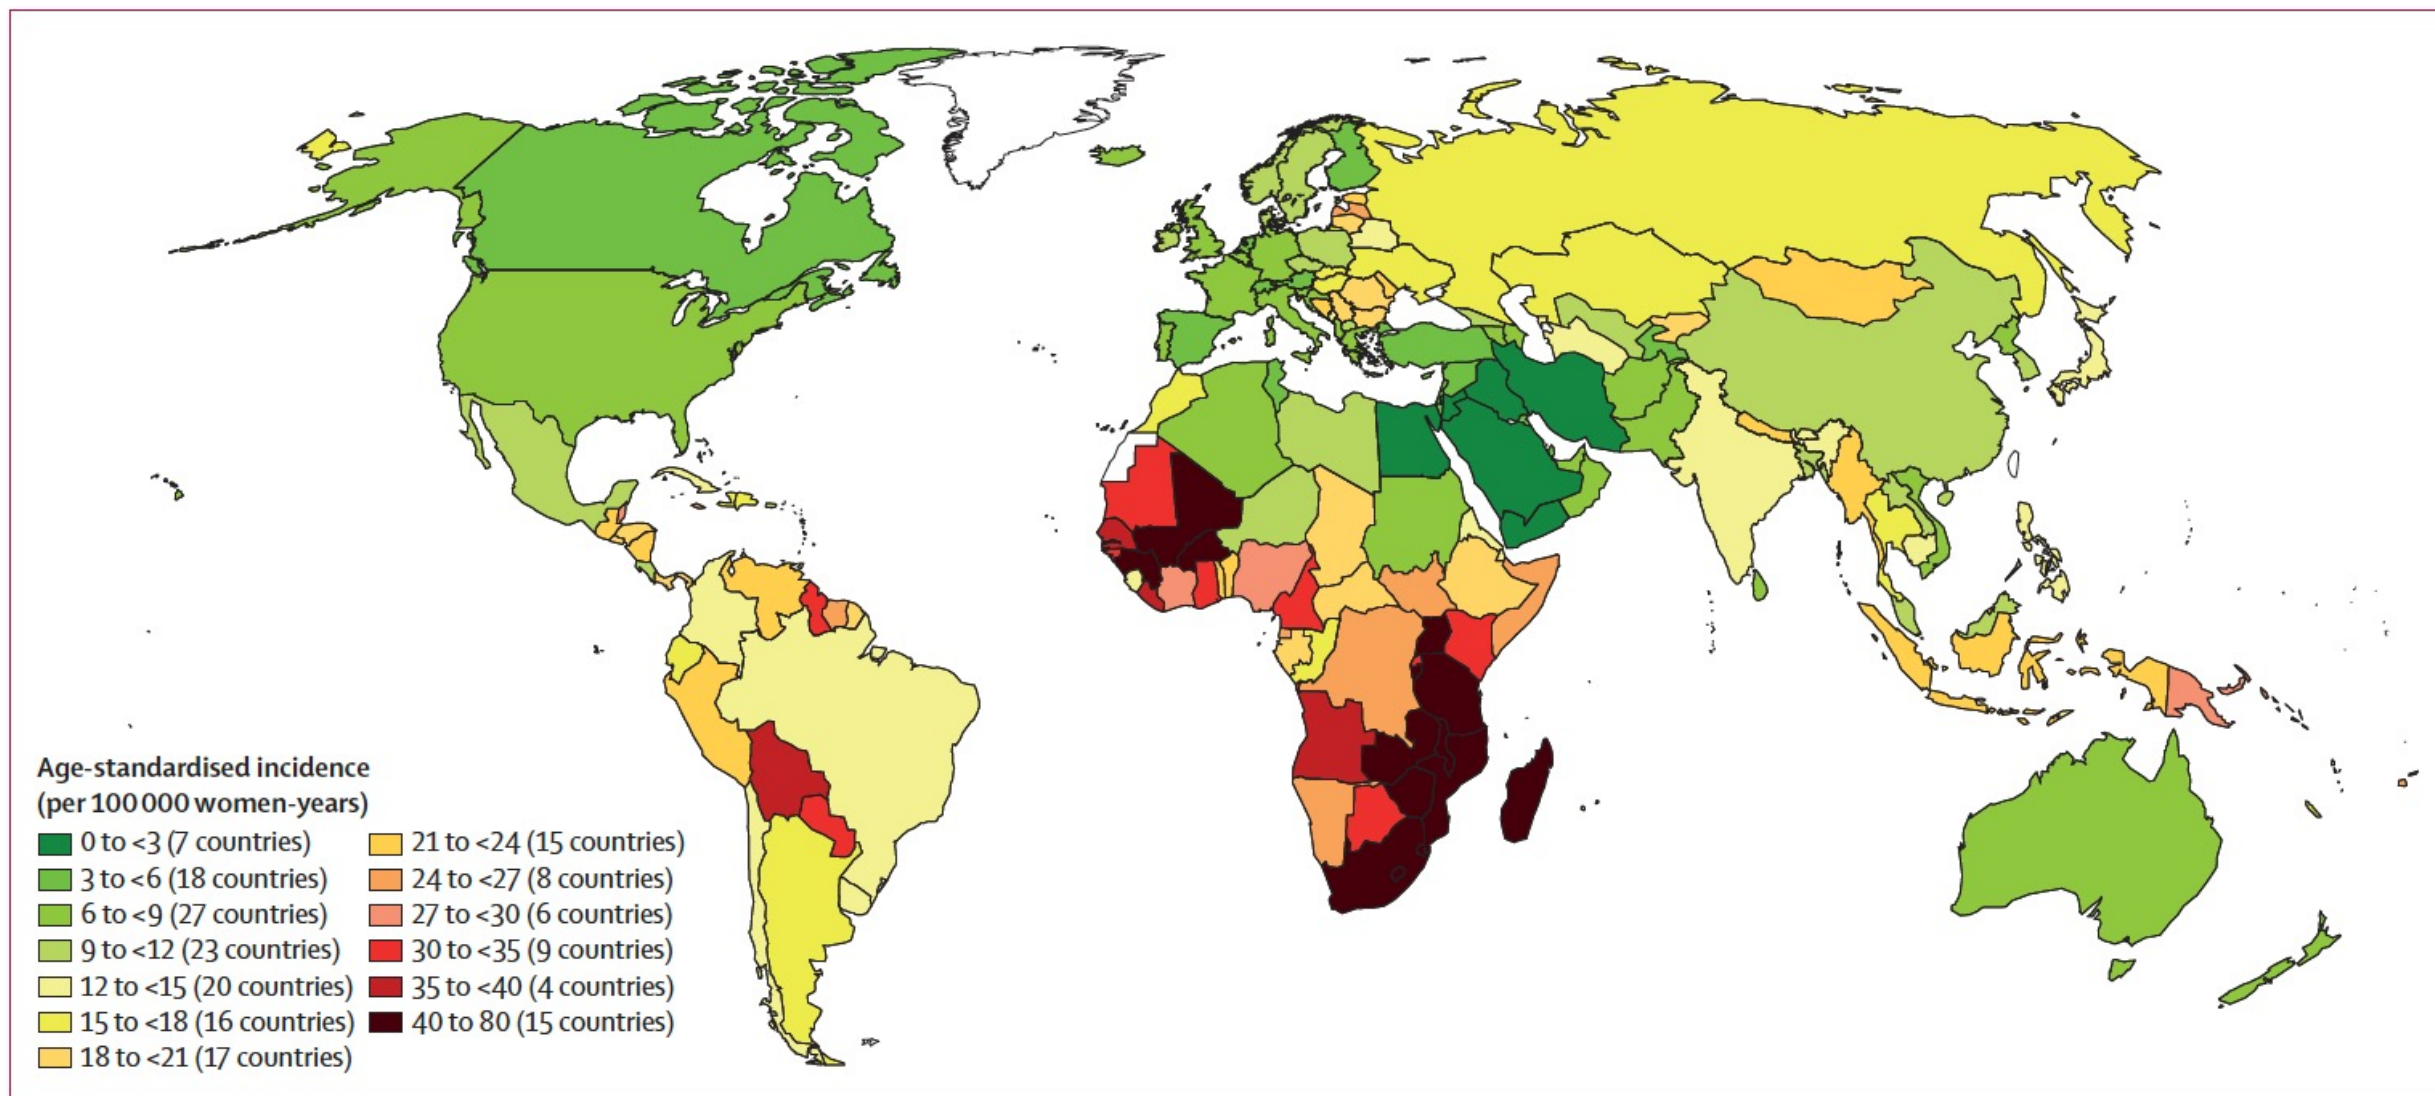 Age-standardised incidence
(per 100 000 women-years)
0 to <3 (7 countries)
3 to <6 (18 countries)
6 to <9 (27 countries)
9 to <12 (23 countries)
12 to <15 (20 countries)
15 to <18 (16 countries)
18 to <21 (17 countries)
21 to <24 (15 countries)
24 to <27 (8 countries)
27 to <30 (6 countries)
30 to <35 (9 countries)
35 to <40 (4 countries)
40 to 80 (15 countries)